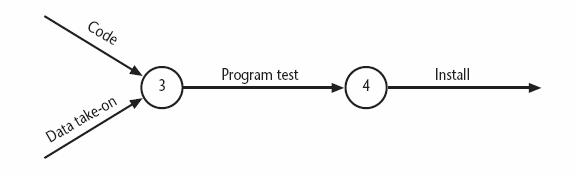 Code
Data take-on
3
Program test
4
Install